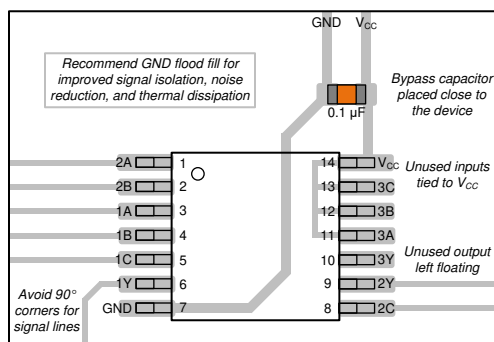 GND VCC
Recommend GND flood fill for
improved signal isolation, noise
reduction, and thermal dissipation
Bypass capacitor
placed close to
the device
0.1 µF
2A 1 14 VCC
Unused inputs
tied to VCC
2B 2 13 3C
1A 3 12 3B
1B 4 11 3A
1C 5 10 3Y
Unused output
left floating
1Y 6 9 2Y
Avoid 90°
corners for
signal lines
GND 7 8 2C